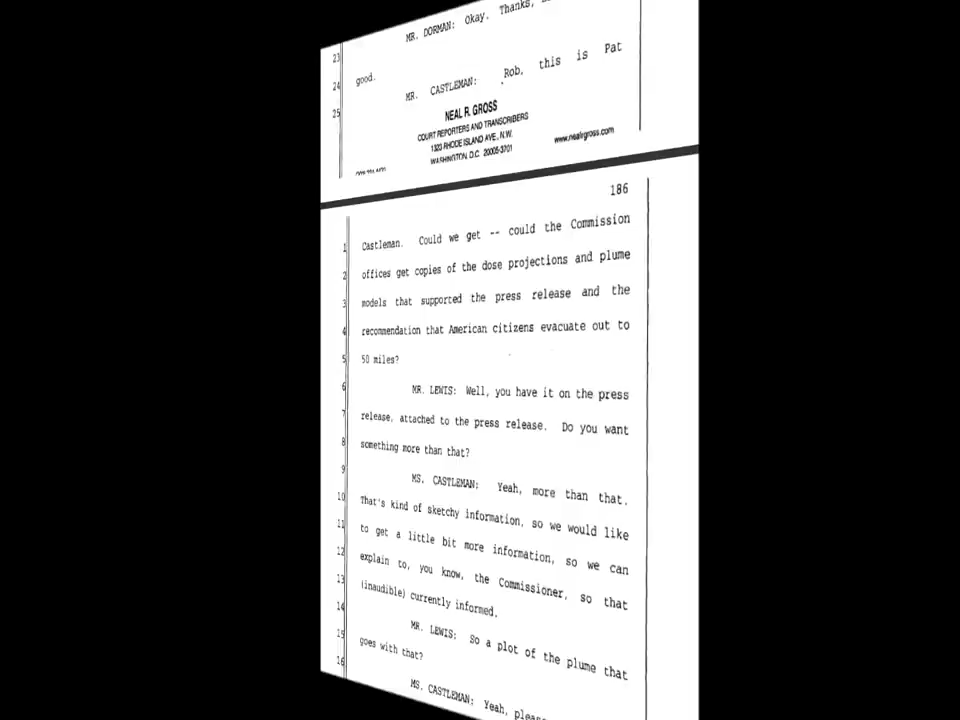 23 MR. DORMAN: Okay. Thanks,
24 good.
25 MR. CASTLEMAN: Rob, this is Pat
NEAL R. GROSS
COURT REPORTERS AND TRANSCRIBERS
1323 RHODE ISLAND AVE., N.W.
WASHINGTON, D.C. 20005-3701 www.nealrgross.com
186
1 Castleman. Could we get -- could the Commission
2 offices get copies of the dose projections and plume
3 models that supported the press release and the
4 recommendation that American citizens evacuate out to
5 50 miles?
6 MR. LEWIS: Well, you have it on the press
7 release, attached to the press release. Do you want
8 something more than that?
9 MS. CASTLEMAN: Yeah, more than that.
10 That's kind of sketchy information, so we would like
11 to get a little bit more information, so we can
12 explain to, you know, the Commissioner, so that
13 (inaudible) currently informed.
14 MR. LEWIS: So a plot of the plume that
15 goes with that?
16 MS. CASTLEMAN: Yeah,